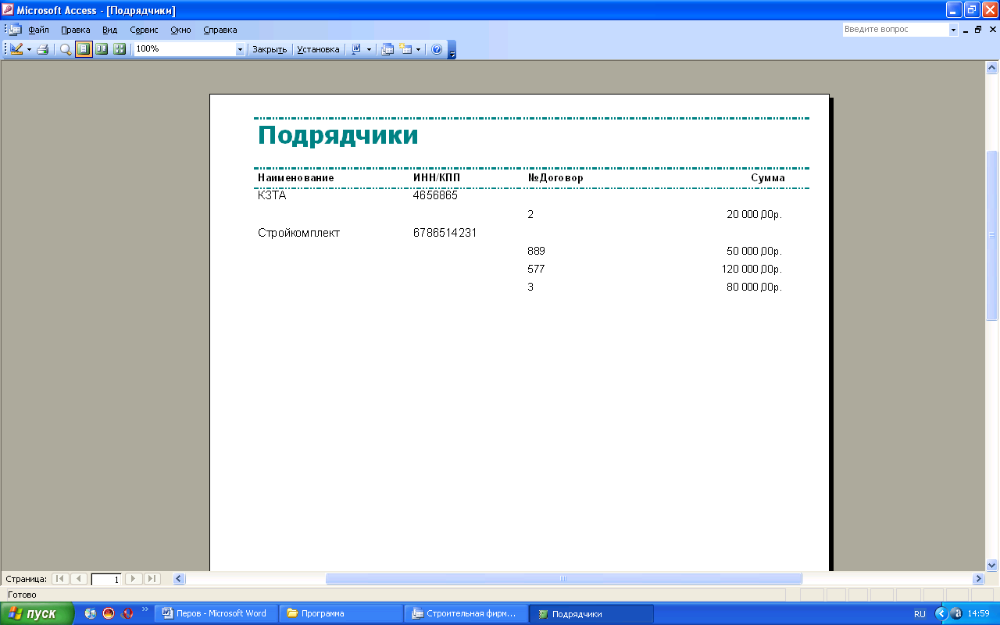 Microsoft Access - [Подрядчики]
Файл Правка Вид Сервис Окно Справка Введите вопрос
100% Закрыть Установка
Подрядчики
Наименование ИНН/КПП №Договор Сумма
КЗТА 4656865
2 20 000,00р.
Стройкомплект 6786514231
889 50 000,00р.
577 120 000,00р.
3 80 000,00р.
Страница: 1
Готово
пуск Перов - Microsoft Word Программа Строительная фирм... Подрядчики RU 14:59